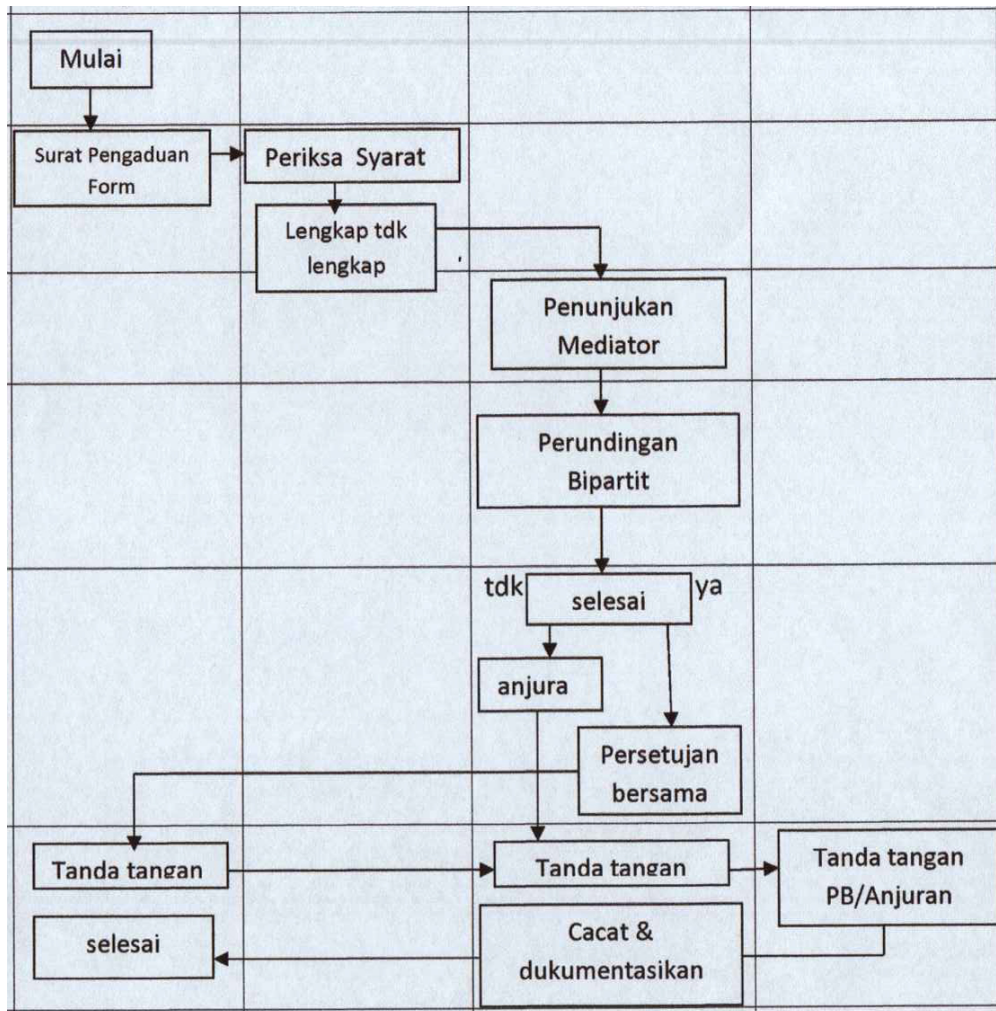 Mulai
Surat Pengaduan
Form
Periksa Syarat
Lengkap tdk
lengkap
Penunjukan
Mediator
Perundingan
Bipartit
tdk
selesai
ya
anjura
Persetujan
bersama
Tanda tangan
Tanda tangan
Tanda tangan
PB/Anjuran
selesai
Cacat &
dokumentasikan